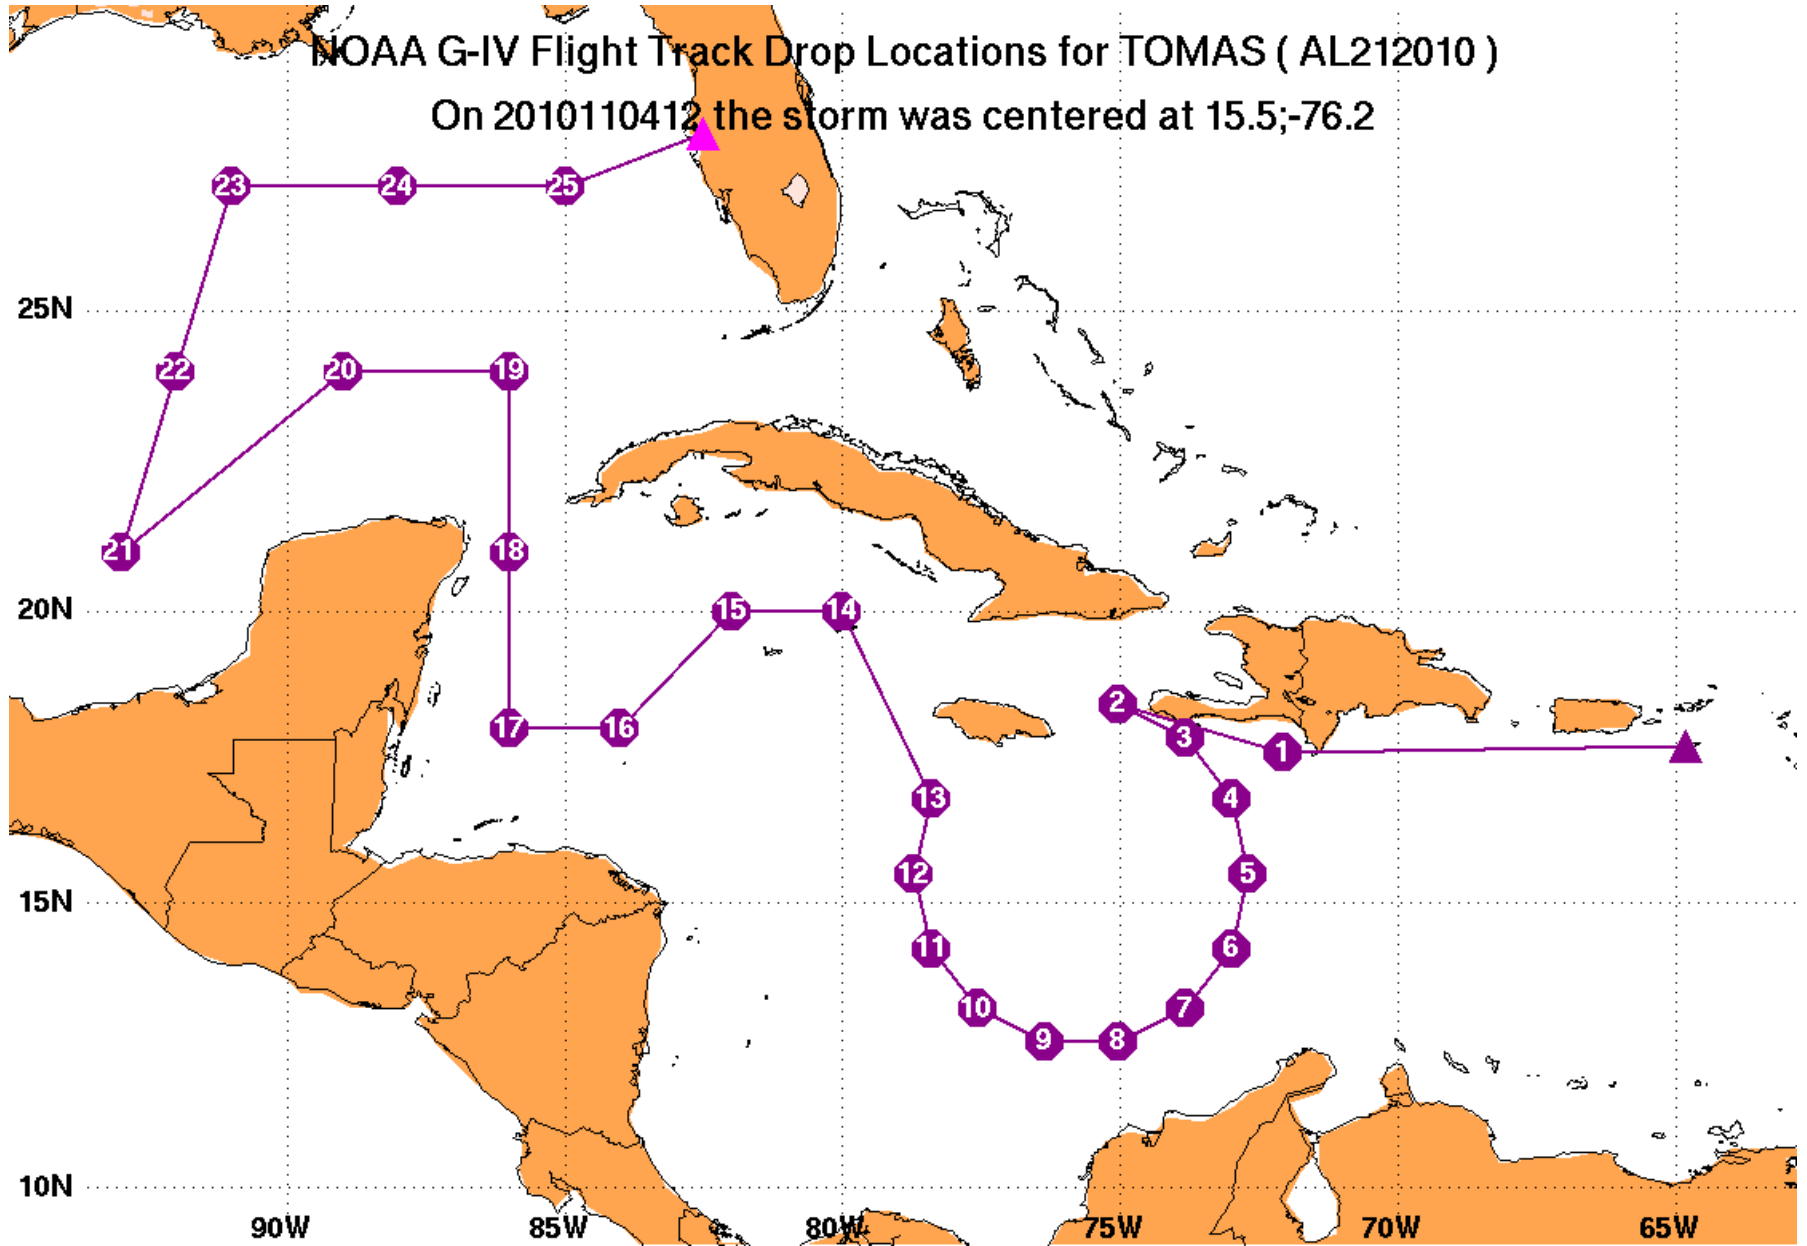 NOAA G-IV Flight Track Drop Locations for TOMAS ( AL212010 )
On 2010110412 the storm was centered at 15.5;-76.2
23 24 25
25N
22 20 19
21 18
20N 15 14
2
17 16 3 1
13 4
12 5
15N
11 6
10 7
9 8
10N
90W 85W 80W 75W 70W 65W